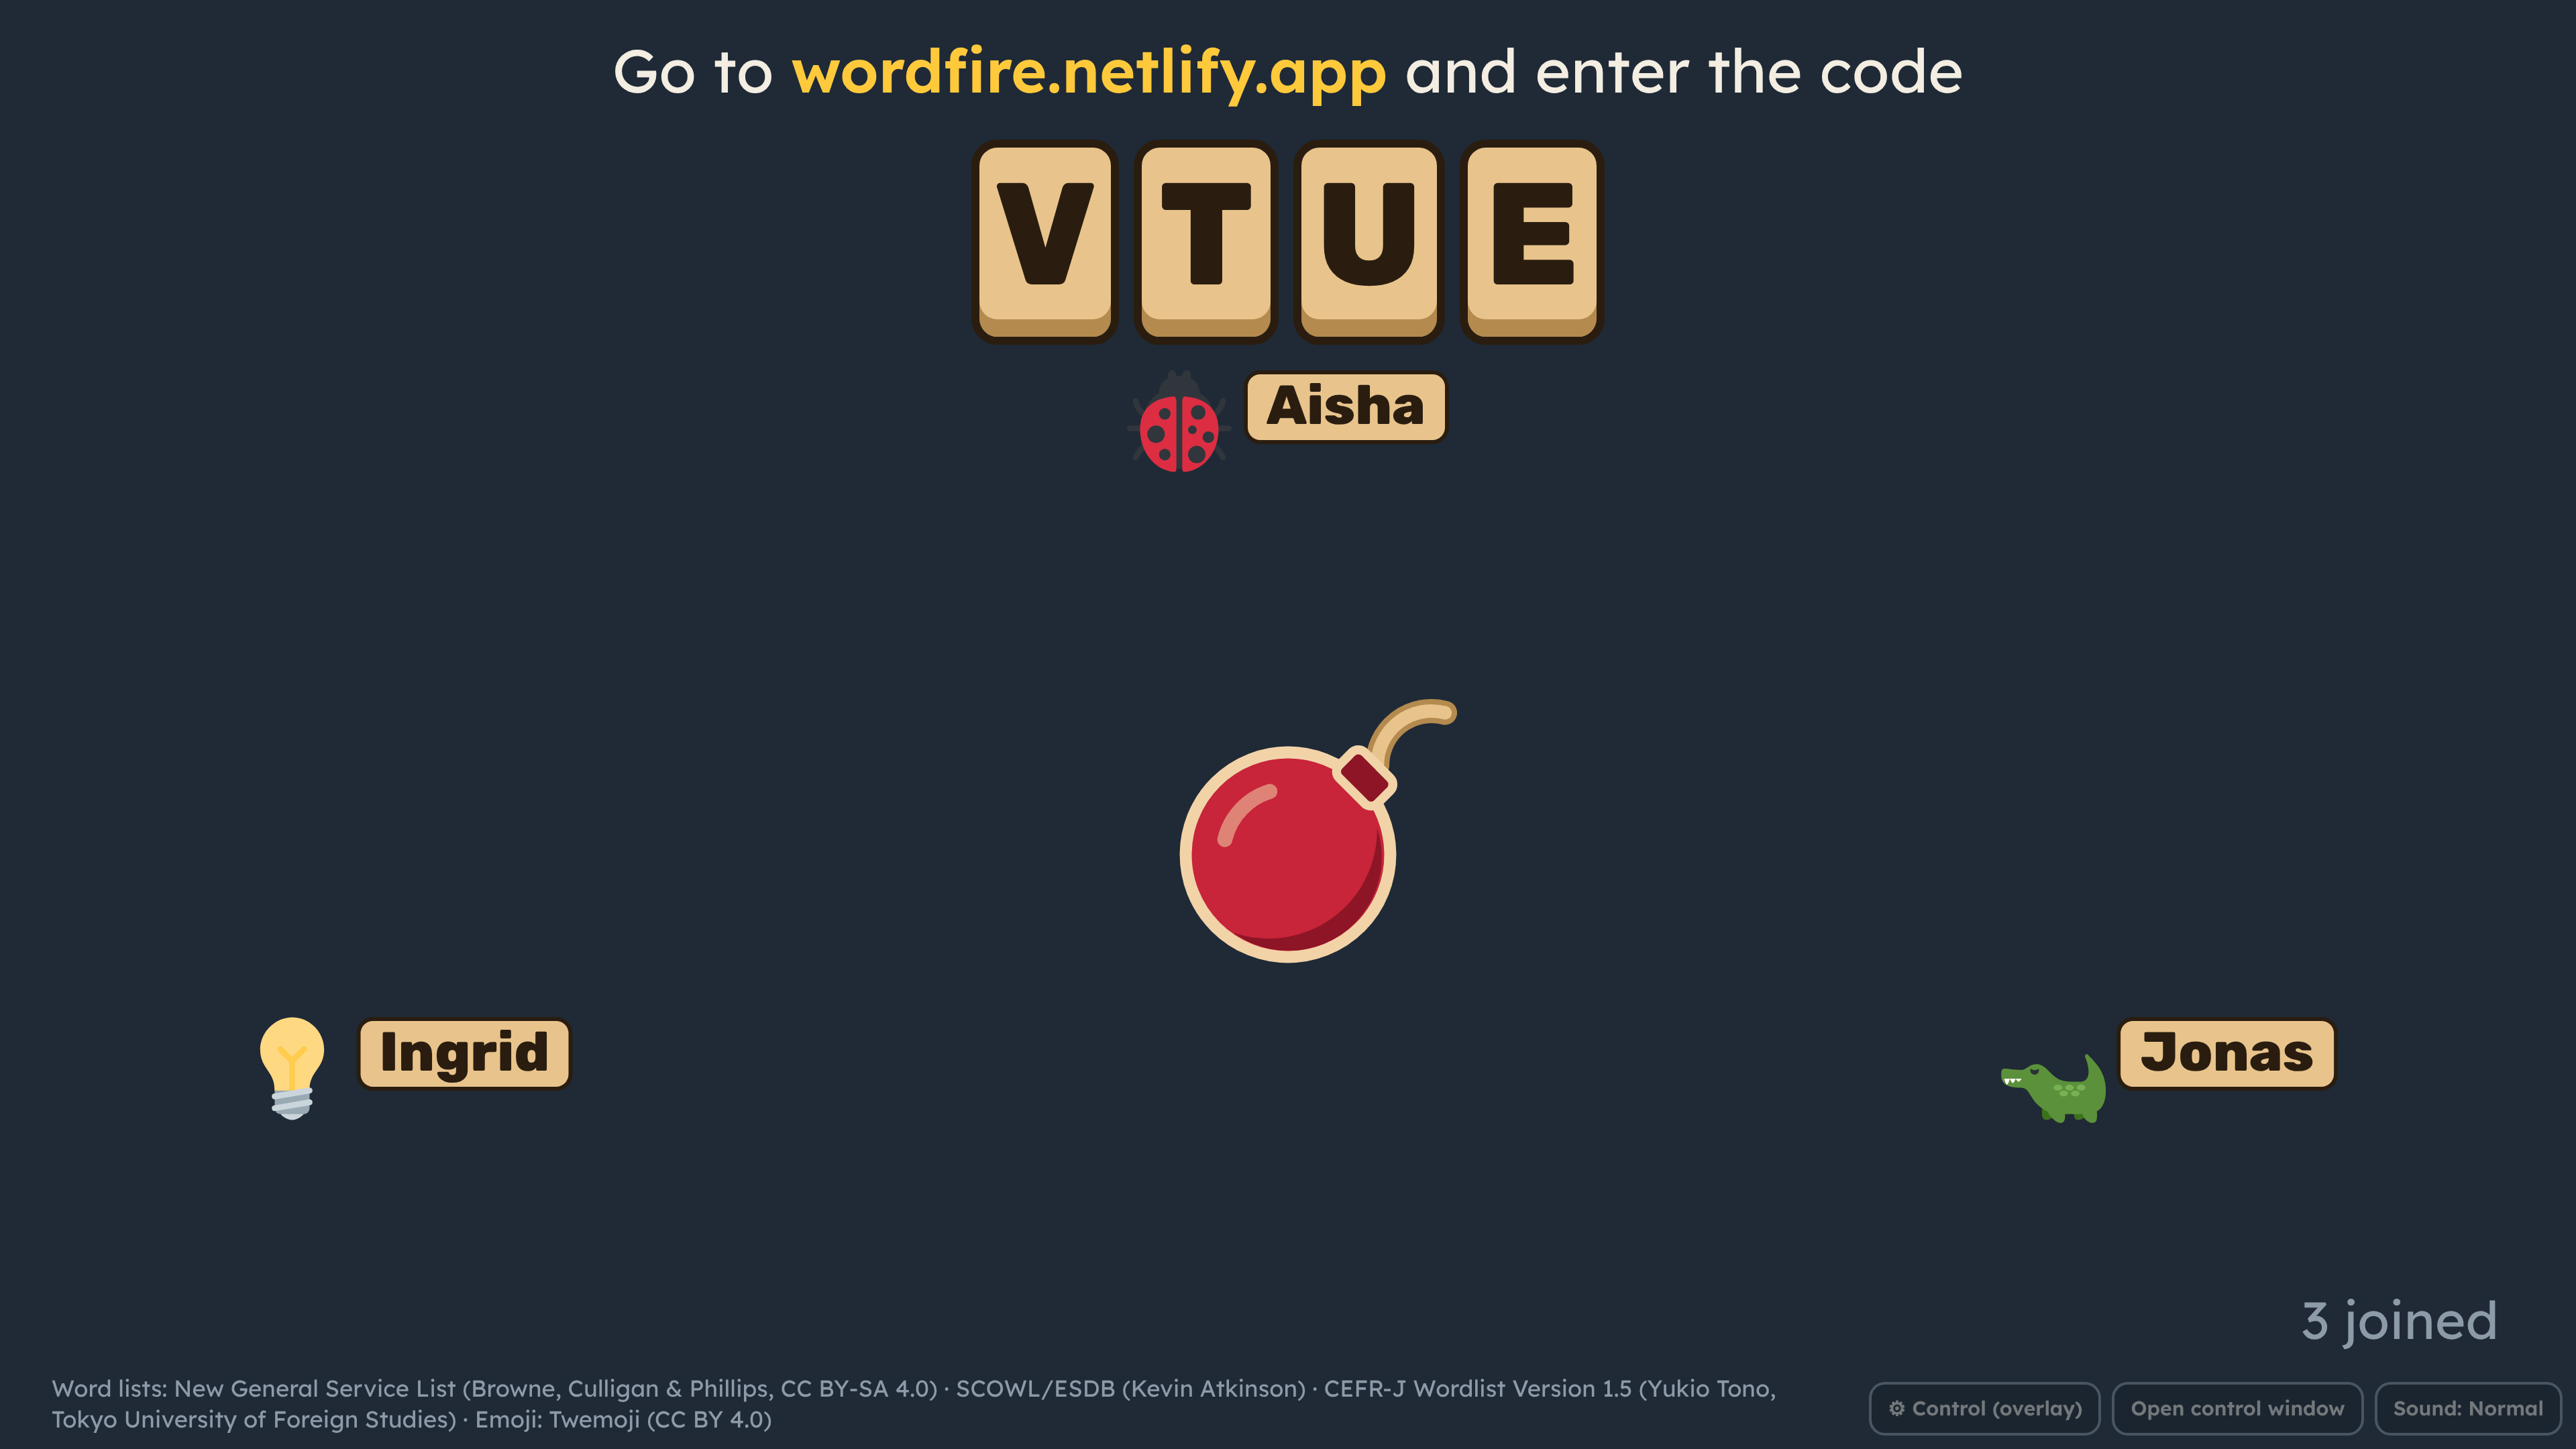 Go to wordfire.netlify.app and enter the code
VTUE
Aisha
Ingrid
Jonas
3 joined
Word lists: New General Service List (Browne, Culligan & Phillips, CC BY-SA 4.0) · SCOWL/ESDB (Kevin Atkinson) · CEFR-J Wordlist Version 1.5 (Yukio Tono,
Tokyo University of Foreign Studies) · Emoji: Twemoji (CC BY 4.0)
⚙ Control (overlay)
Open control window
Sound: Normal